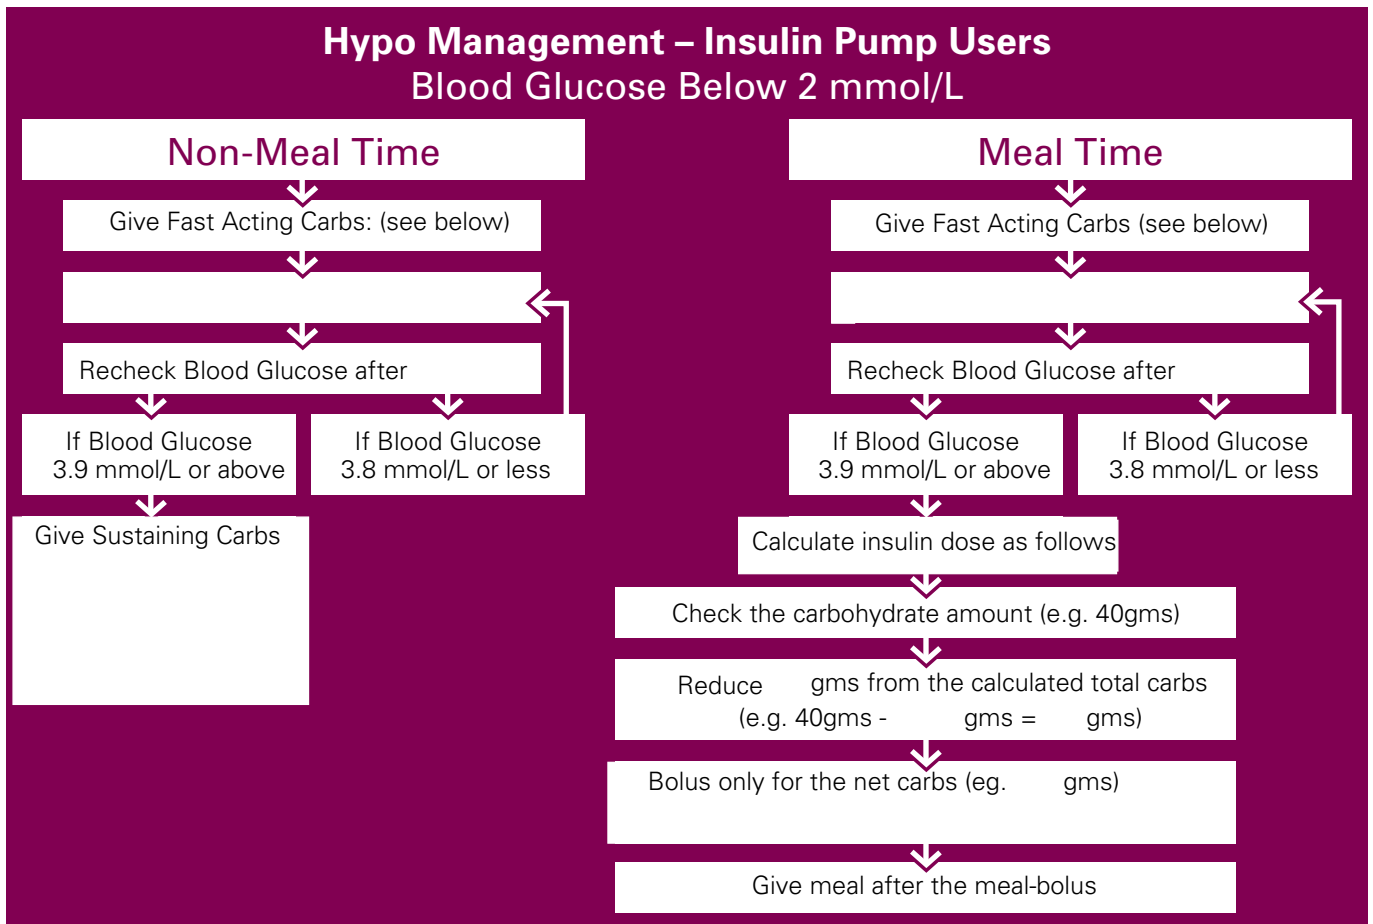 Hypo Management – Insulin Pump Users
Blood Glucose Below 2 mmol/L
Non-Meal Time
Give Fast Acting Carbs: (see below)
Recheck Blood Glucose after
If Blood Glucose
3.9 mmol/L or above
If Blood Glucose
3.8 mmol/L or less
Give Sustaining Carbs
Meal Time
Give Fast Acting Carbs (see below)
Recheck Blood Glucose after
If Blood Glucose
3.9 mmol/L or above
If Blood Glucose
3.8 mmol/L or less
Calculate insulin dose as follows
Check the carbohydrate amount (e.g. 40gms)
Reduce gms from the calculated total carbs
(e.g. 40gms - gms = gms)
Bolus only for the net carbs (eg. gms)
Give meal after the meal-bolus